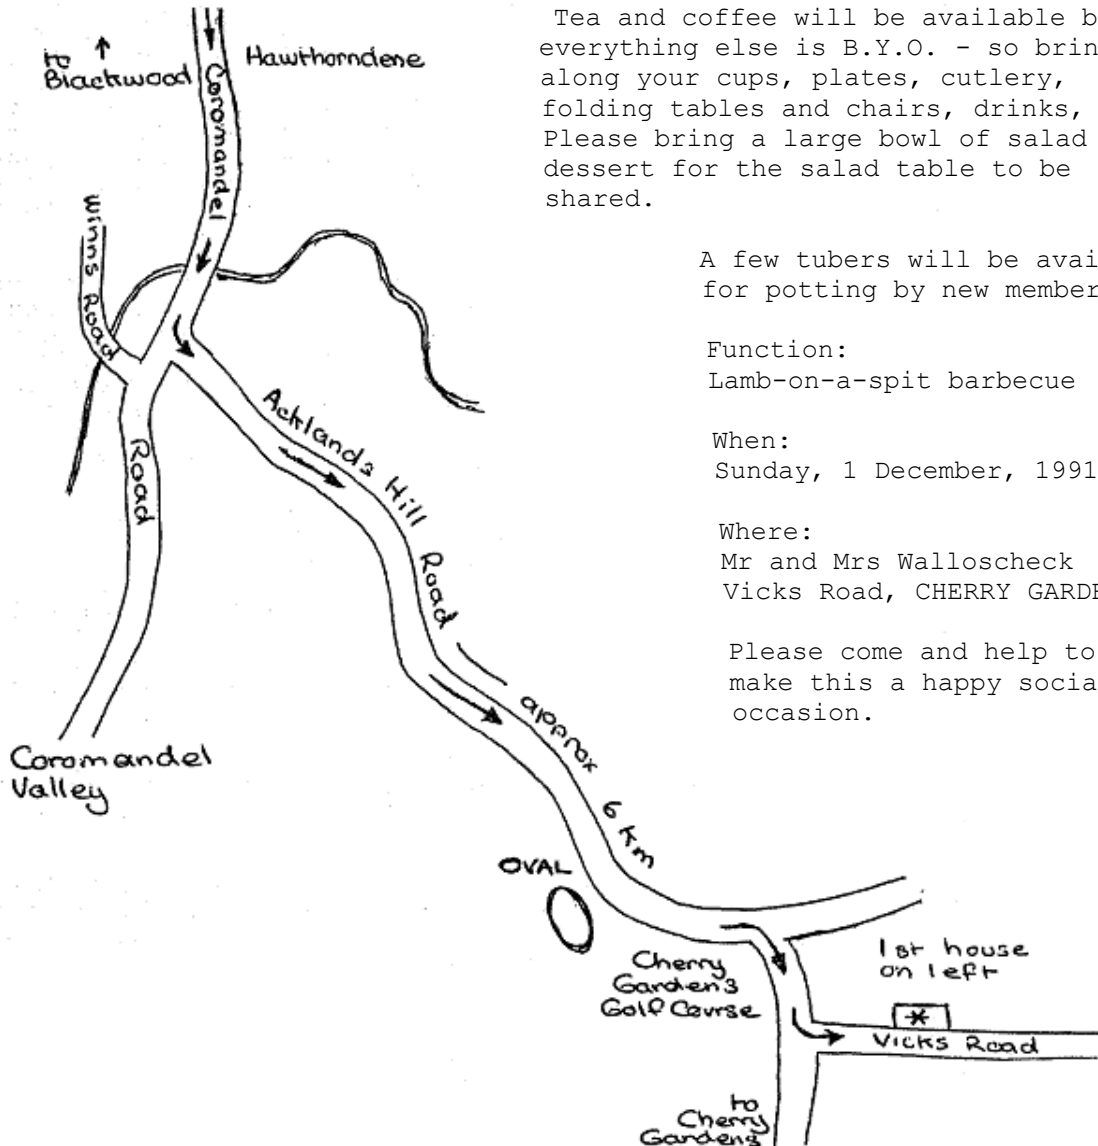 Tea and coffee will be available
everything else is B.Y.O. - so
along your cups, plates, cutlery,
folding tables and chairs, drinks,
Please bring a large bowl of salad
dessert for the salad table to be
shared.
A few tubers will be
for potting by new
Function:
Lamb-on-a-spit barbecue
When:
Sunday, 1 December, 1991
Where:
Mr and Mrs Walloscheck
Vicks Road, CHERRY
Please come and help to
make this a happy
occasion.
to
Blackwood
Hawthorndene
Coromandel
Winns Road
Road
Acklands Hill Road
approx 6 km
Coromandel
Valley
OVAL
Cherry
Gardens
Golf Course
1st house
on left
*
Vicks Road
to
Cherry
Gardens